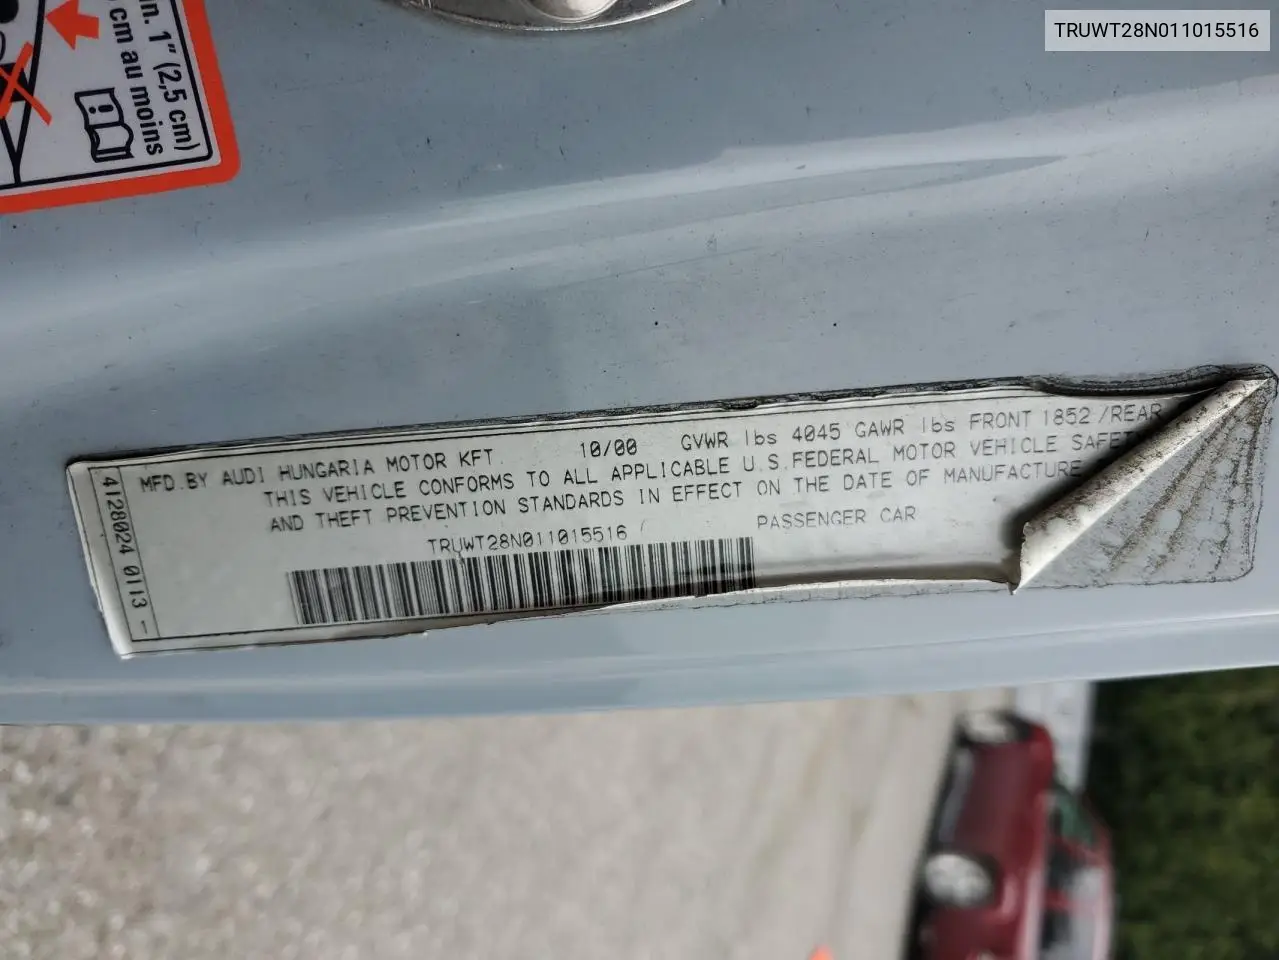 TRUWT28N011015516
in. 1" (2,5 cm)
cm au moins
MFD. BY AUDI HUNGARIA MOTOR KFT 10/00 GVWR lbs 4045 GAWR lbs FRONT 1852 /REAR
THIS VEHICLE CONFORMS TO ALL APPLICABLE U.S. FEDERAL MOTOR VEHICLE
AND THEFT PREVENTION STANDARDS IN EFFECT ON THE DATE OF MANUFACTURE
TRUWT28N011015516 / PASSENGER CAR
4128024 0113 -